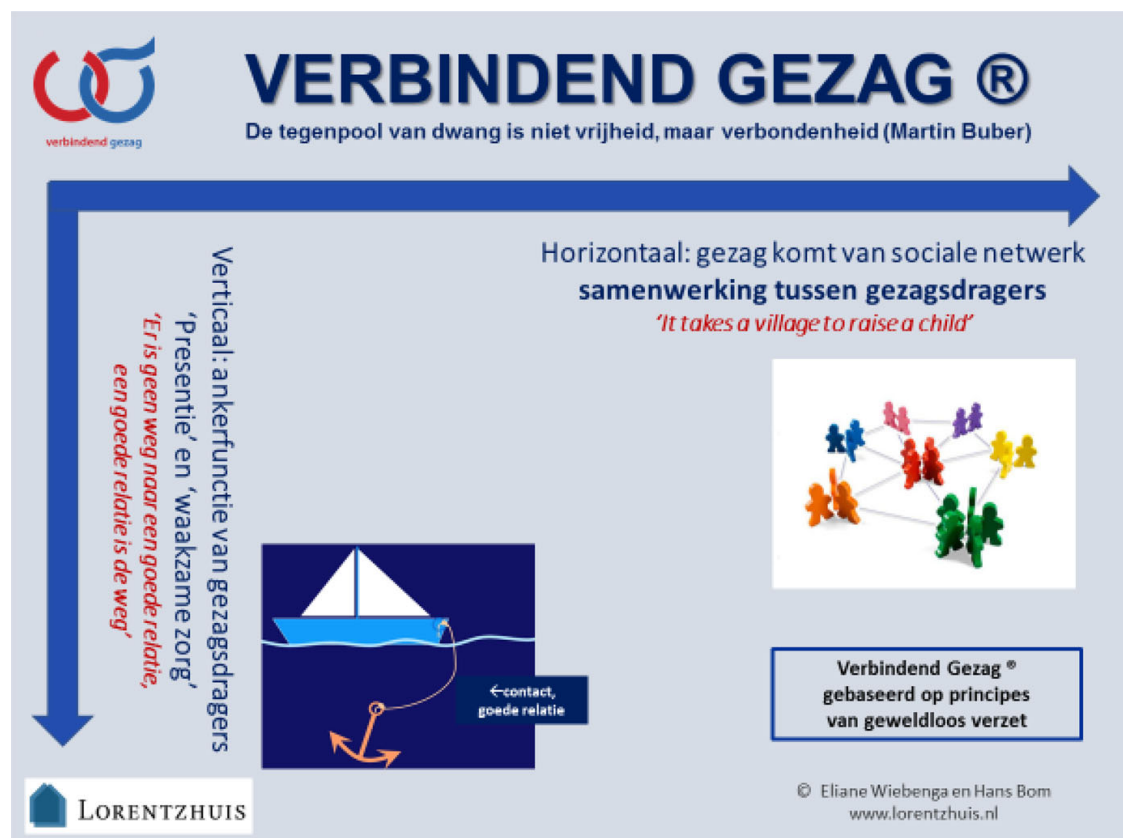 VERBINDEND GEZAG ®
De tegenpool van dwang is niet vrijheid, maar verbondenheid (Martin Buber)
verbindend gezag
Horizontaal: gezag komt van sociale netwerk
samenwerking tussen gezagsdragers
‘It takes a village to raise a child’
Verticaal: ankerfunctie van gezagsdragers
‘Presentie’ en ‘waakzame zorg’
‘Er is geen weg naar een goede relatie,
een goede relatie is de weg’
←contact,
goede relatie
Verbindend Gezag ®
gebaseerd op principes
van geweldloos verzet
LORENTZHUIS
© Eliane Wiebenga en Hans Bom
www.lorentzhuis.nl